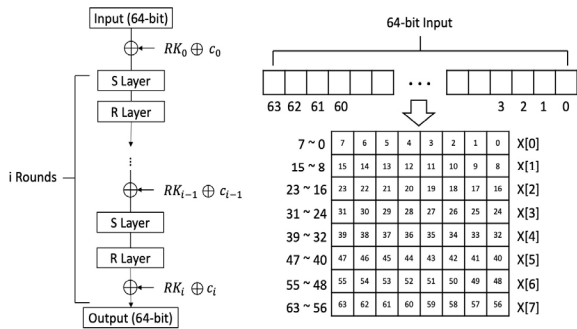 Input (64-bit)
RK₀ ⊕ c₀
S Layer
R Layer
⋮
i Rounds
RKᵢ₋₁ ⊕ cᵢ₋₁
S Layer
R Layer
RKᵢ ⊕ cᵢ
Output (64-bit)
64-bit Input
...
63 62 61 60 3 2 1 0
7 ~ 0 7 6 5 4 3 2 1 0 X[0]
15 ~ 8 15 14 13 12 11 10 9 8 X[1]
23 ~ 16 23 22 21 20 19 18 17 16 X[2]
31 ~ 24 31 30 29 28 27 26 25 24 X[3]
39 ~ 32 39 38 37 36 35 34 33 32 X[4]
47 ~ 40 47 46 45 44 43 42 41 40 X[5]
55 ~ 48 55 54 53 52 51 50 49 48 X[6]
63 ~ 56 63 62 61 60 59 58 57 56 X[7]